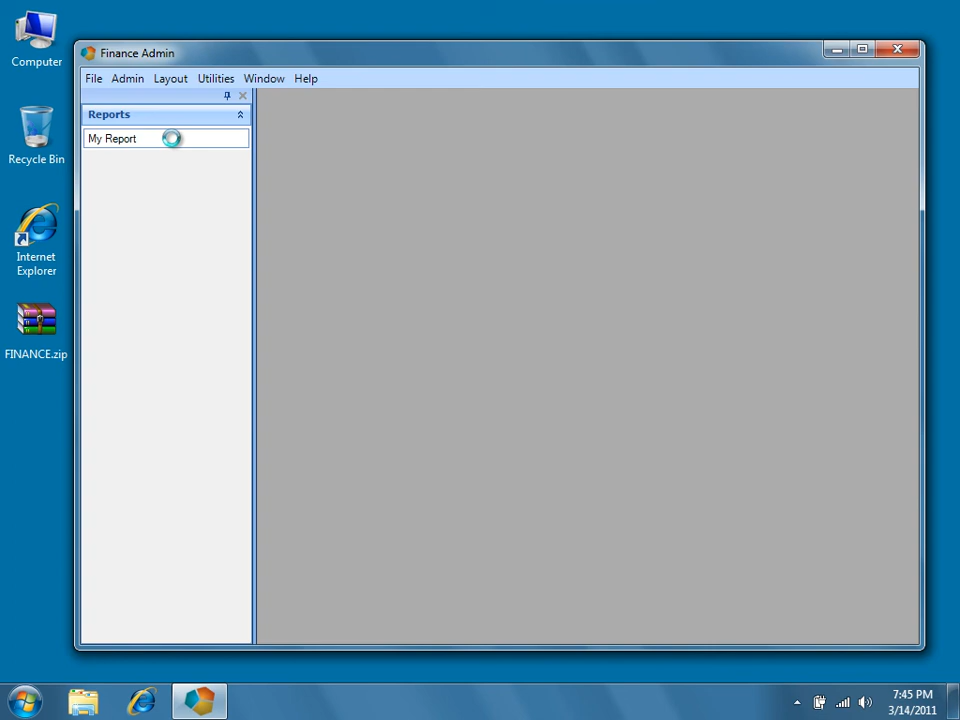 Computer
Recycle Bin
Internet
Explorer
FINANCE.zip
Finance Admin
File Admin Layout Utilities Window Help
Reports
My Report
7:45 PM
3/14/2011